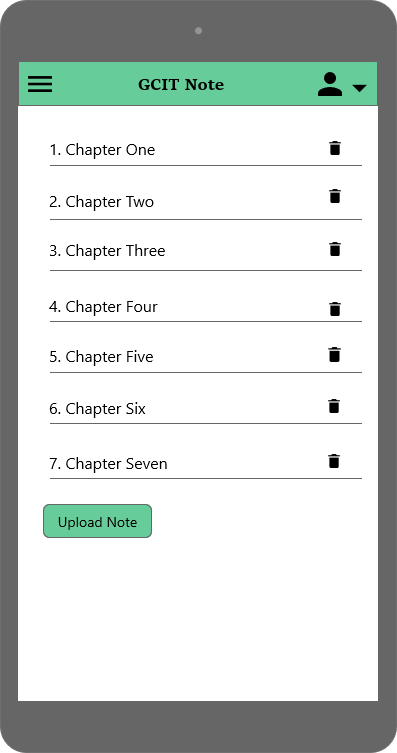 GCIT Note
1. Chapter One
2. Chapter Two
3. Chapter Three
4. Chapter Four
5. Chapter Five
6. Chapter Six
7. Chapter Seven
Upload Note